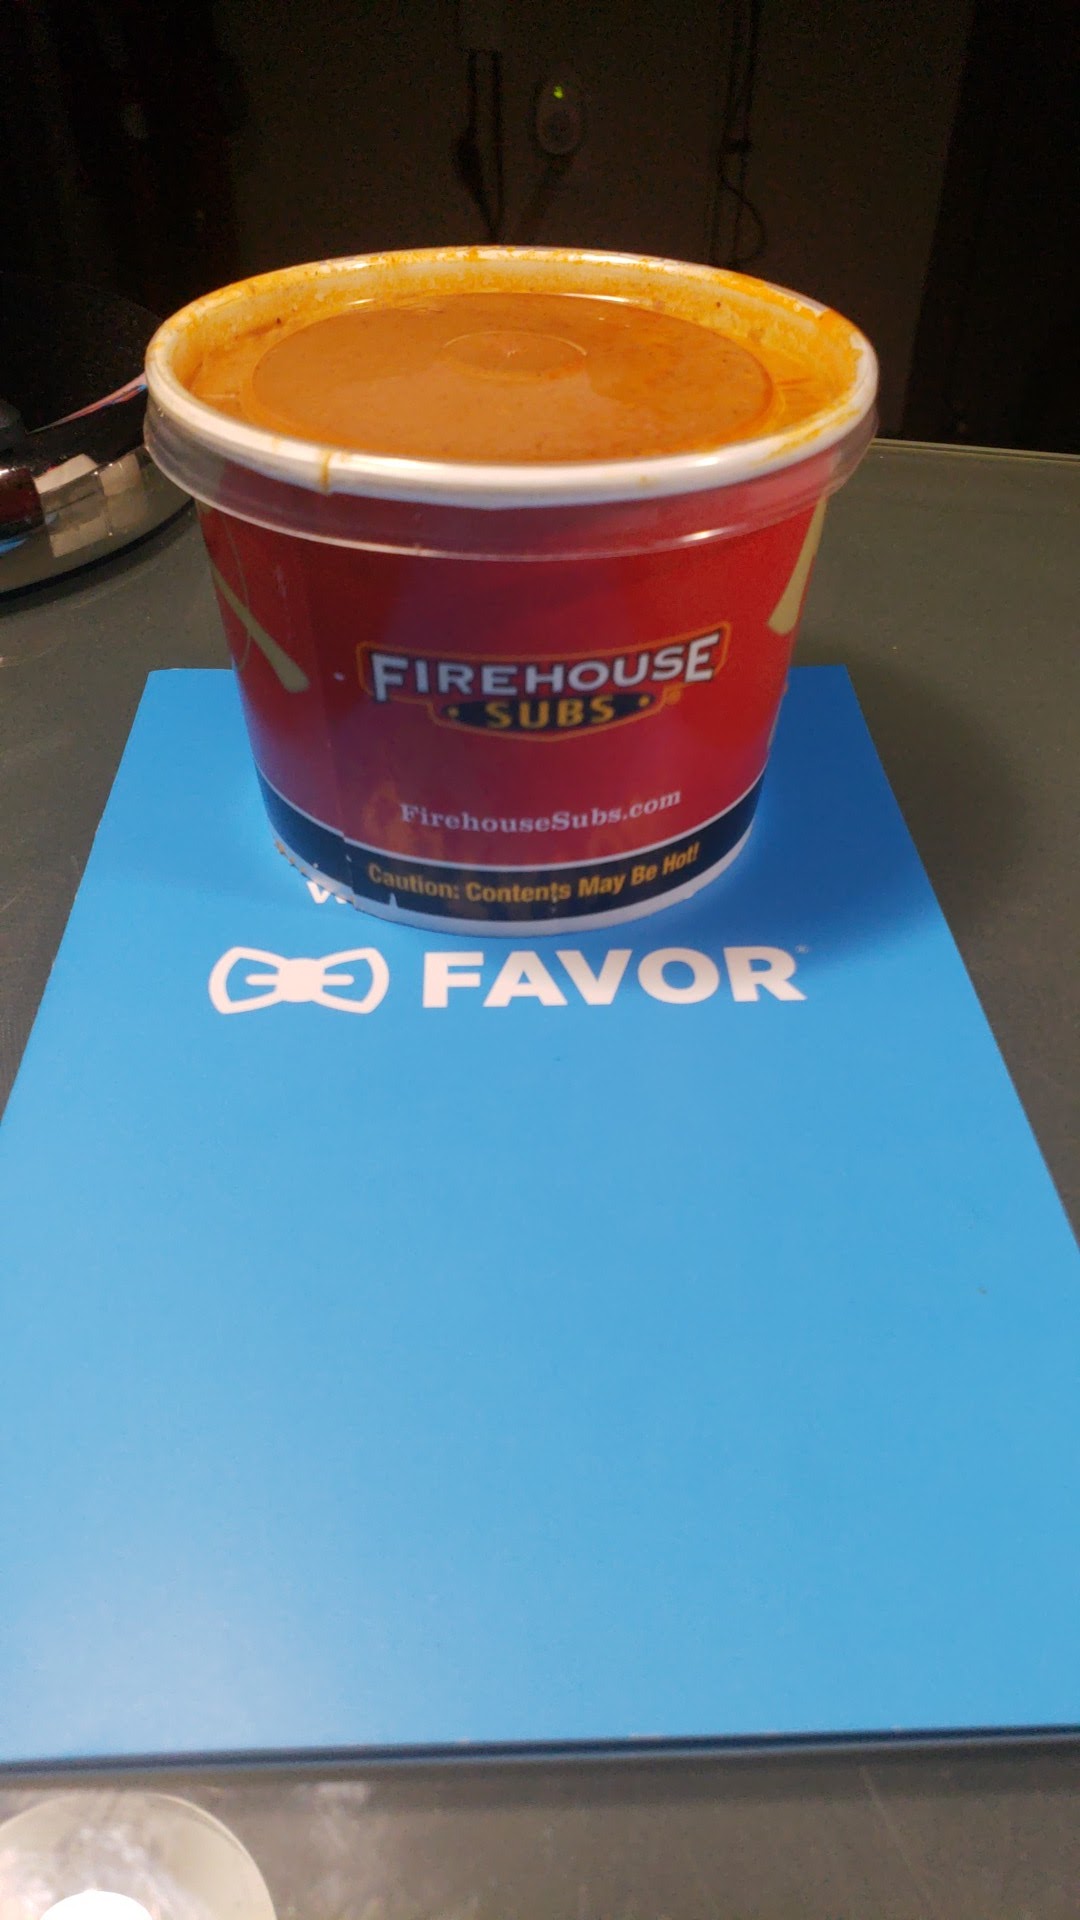 FIREHOUSE
SUBS
FirehouseSubs.com
Caution: Contents May Be Hot!
FAVOR